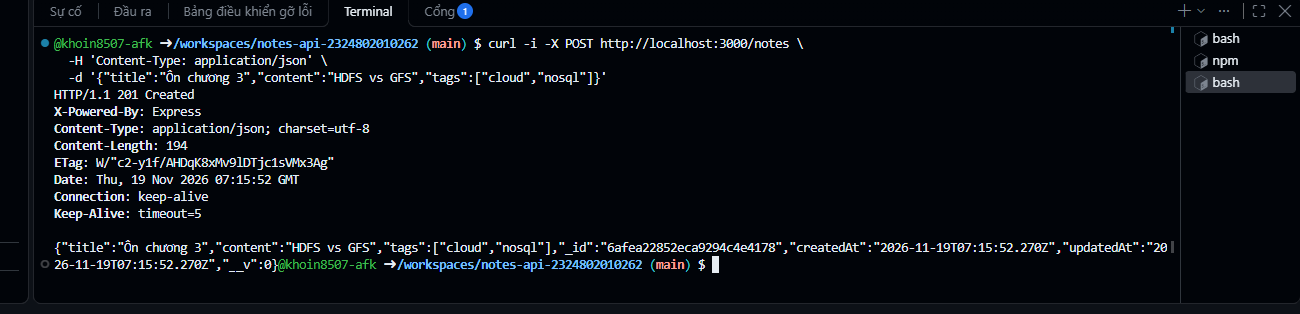 Sự cố Đầu ra Bảng điều khiển gỡ lỗi Terminal Cổng 1
@khoin8507-afk ➜/workspaces/notes-api-2324802010262 (main) $ curl -i -X POST http://localhost:3000/notes \
-H 'Content-Type: application/json' \
-d '{"title":"Ôn chương 3","content":"HDFS vs GFS","tags":["cloud","nosql"]}'
HTTP/1.1 201 Created
X-Powered-By: Express
Content-Type: application/json; charset=utf-8
Content-Length: 194
ETag: W/"c2-y1f/AHDqK8xMv9lDTjc1sVMx3Ag"
Date: Thu, 19 Nov 2026 07:15:52 GMT
Connection: keep-alive
Keep-Alive: timeout=5
{"title":"Ôn chương 3","content":"HDFS vs GFS","tags":["cloud","nosql"],"_id":"6afea22852eca9294c4e4178","createdAt":"2026-11-19T07:15:52.270Z","updatedAt":"20
26-11-19T07:15:52.270Z","__v":0}@khoin8507-afk ➜/workspaces/notes-api-2324802010262 (main) $
bash
npm
bash